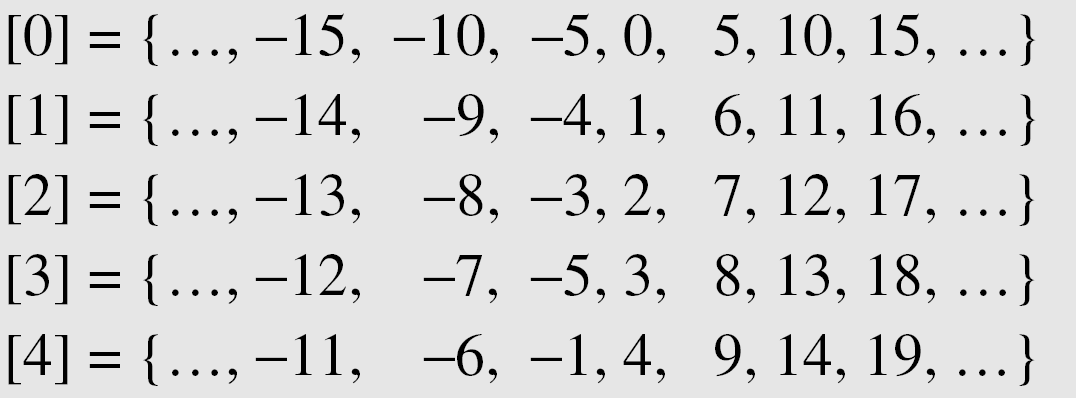 [0] = {…, −15, −10, −5, 0, 5, 10, 15, …}
[1] = {…, −14, −9, −4, 1, 6, 11, 16, …}
[2] = {…, −13, −8, −3, 2, 7, 12, 17, …}
[3] = {…, −12, −7, −5, 3, 8, 13, 18, …}
[4] = {…, −11, −6, −1, 4, 9, 14, 19, …}